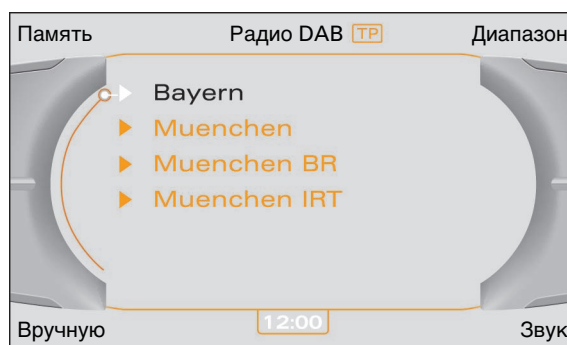 Память Радио DAB TP Диапазон
Bayern
Muenchen
Muenchen BR
Muenchen IRT
Вручную 12:00 Звук